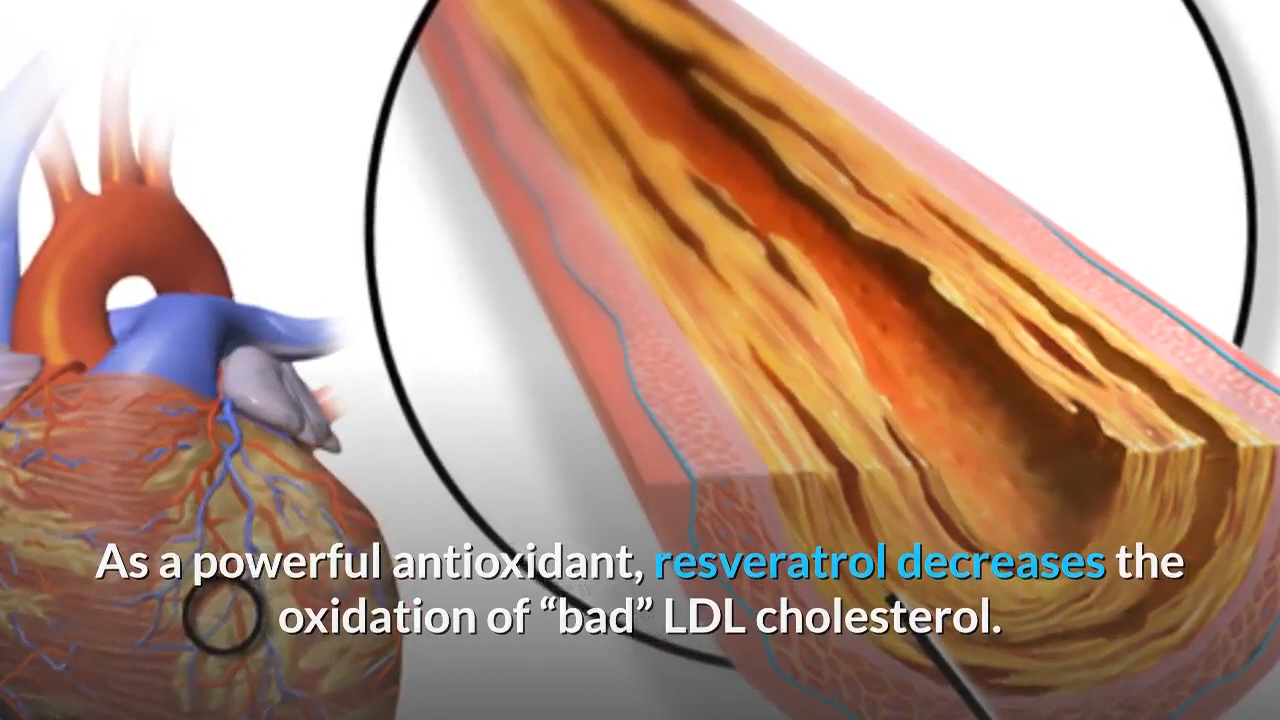 As a powerful antioxidant, resveratrol decreases the
oxidation of “bad” LDL cholesterol.